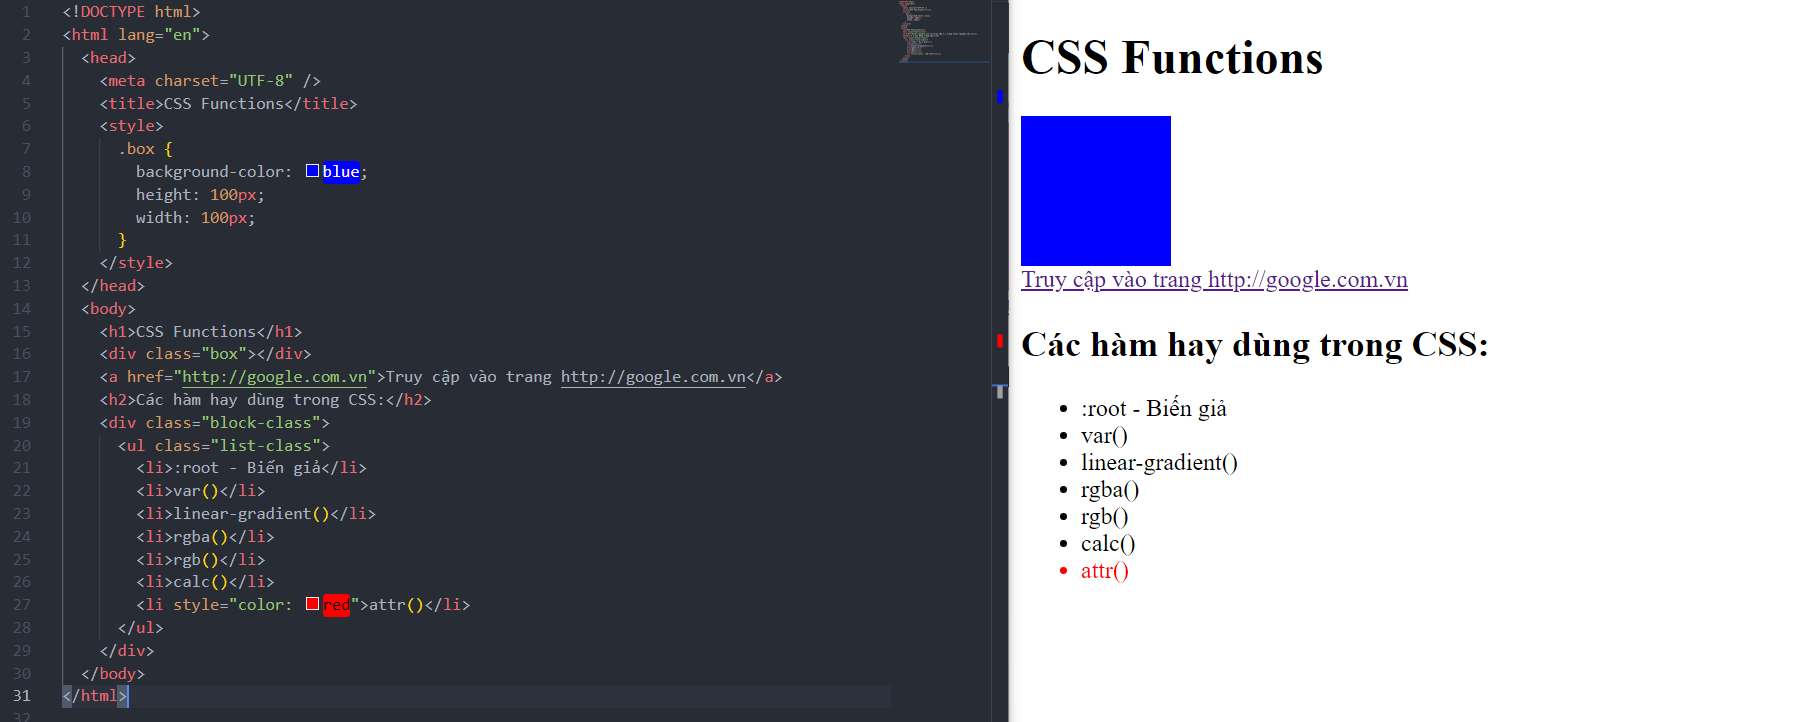 1 <!DOCTYPE html>
2 <html lang="en">
3 <head>
4 <meta charset="UTF-8" />
5 <title>CSS Functions</title>
6 <style>
7 .box {
8 background-color: blue;
9 height: 100px;
10 width: 100px;
11 }
12 </style>
13 </head>
14 <body>
15 <h1>CSS Functions</h1>
16 <div class="box"></div>
17 <a href="http://google.com.vn">Truy cập vào trang http://google.com.vn</a>
18 <h2>Các hàm hay dùng trong CSS:</h2>
19 <div class="block-class">
20 <ul class="list-class">
21 <li>:root - Biến giả</li>
22 <li>var()</li>
23 <li>linear-gradient()</li>
24 <li>rgba()</li>
25 <li>rgb()</li>
26 <li>calc()</li>
27 <li style="color: red">attr()</li>
28 </ul>
29 </div>
30 </body>
31 </html>
32
CSS Functions
Truy cập vào trang http://google.com.vn
Các hàm hay dùng trong CSS:
• :root - Biến giả
• var()
• linear-gradient()
• rgba()
• rgb()
• calc()
• attr()